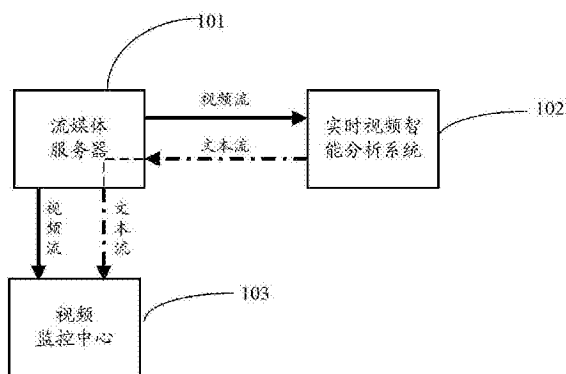 101
流媒体
服务器
视频流
实时视频智
能分析系统
102
文本流
视频流
文本流
视频
监控中心
103